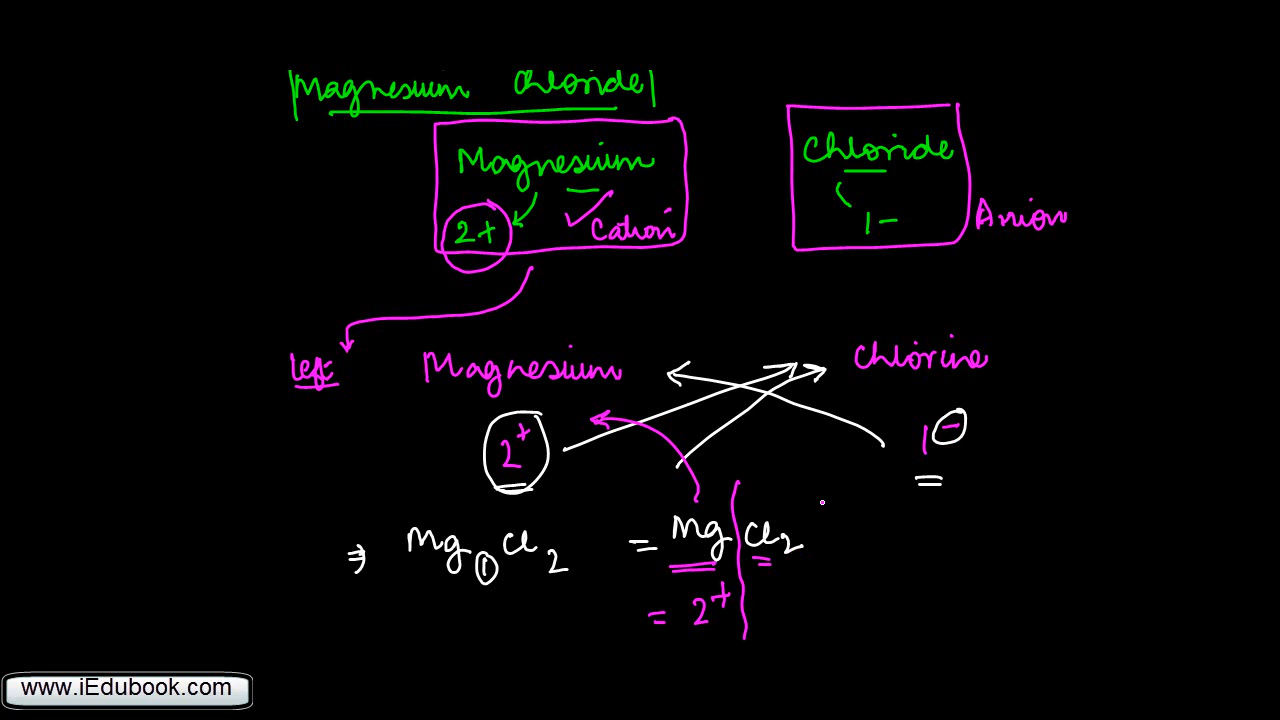 Magnesium Chloride
Magnesium
2+ Cation
Chloride
1- Anion
left Magnesium Chlorine
2⁺ 1⁻
⇒ Mg₁Cl₂ = MgCl₂
= 2⁺
www.iEdubook.com